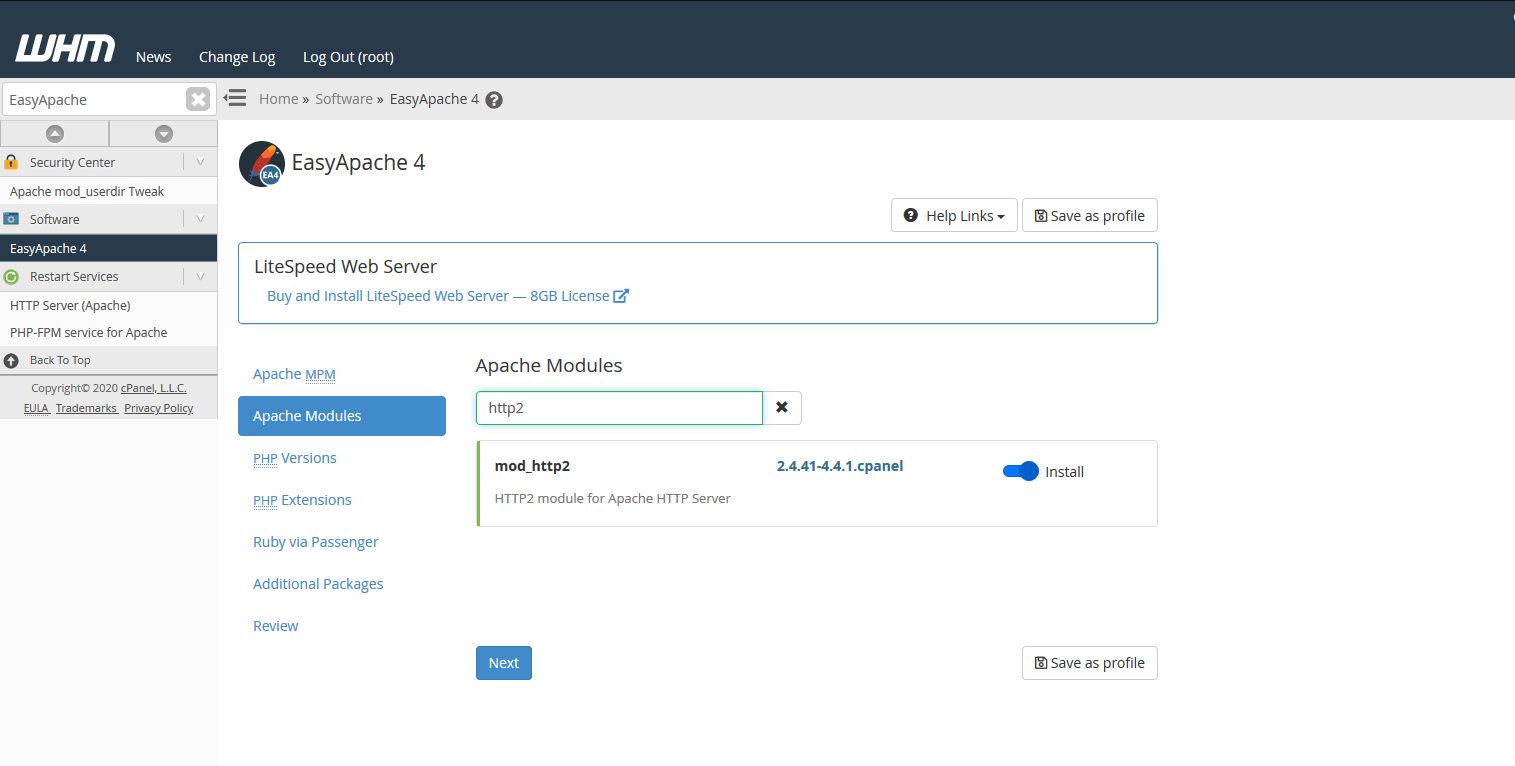 WHM
News Change Log Log Out (root)
EasyApache
Home » Software » EasyApache 4
Security Center
Apache mod_userdir Tweak
Software
EasyApache 4
Restart Services
HTTP Server (Apache)
PHP-FPM service for Apache
Back To Top
Copyright© 2020 cPanel, L.L.C.
EULA Trademarks Privacy Policy
EA4
EasyApache 4
Help Links Save as profile
LiteSpeed Web Server
Buy and Install LiteSpeed Web Server — 8GB License
Apache MPM
Apache Modules
PHP Versions
PHP Extensions
Ruby via Passenger
Additional Packages
Review
Apache Modules
http2
mod_http2 2.4.41-4.4.1.cpanel Install
HTTP2 module for Apache HTTP Server
Next Save as profile